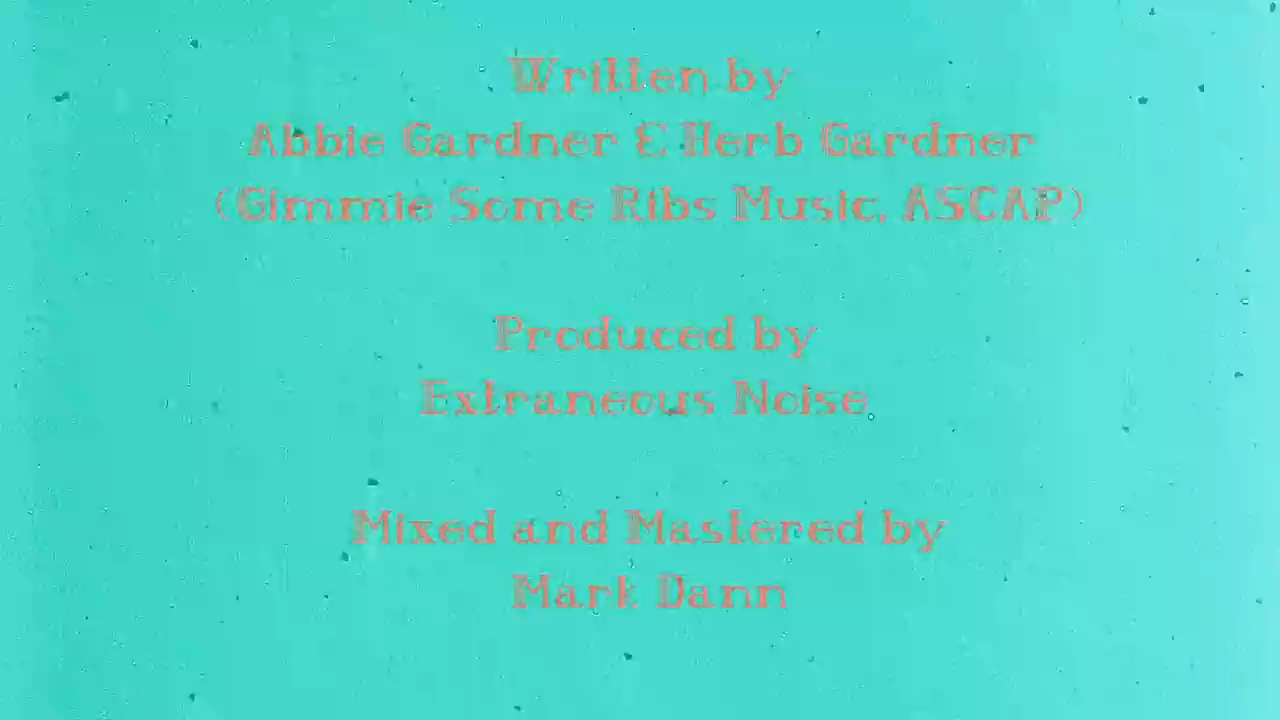 Written by
Abbie Gardner & Herb Gardner
(Gimmie Some Ribs Music, ASCAP)
Produced by
Extraneous Noise
Mixed and Mastered by
Mark Dann